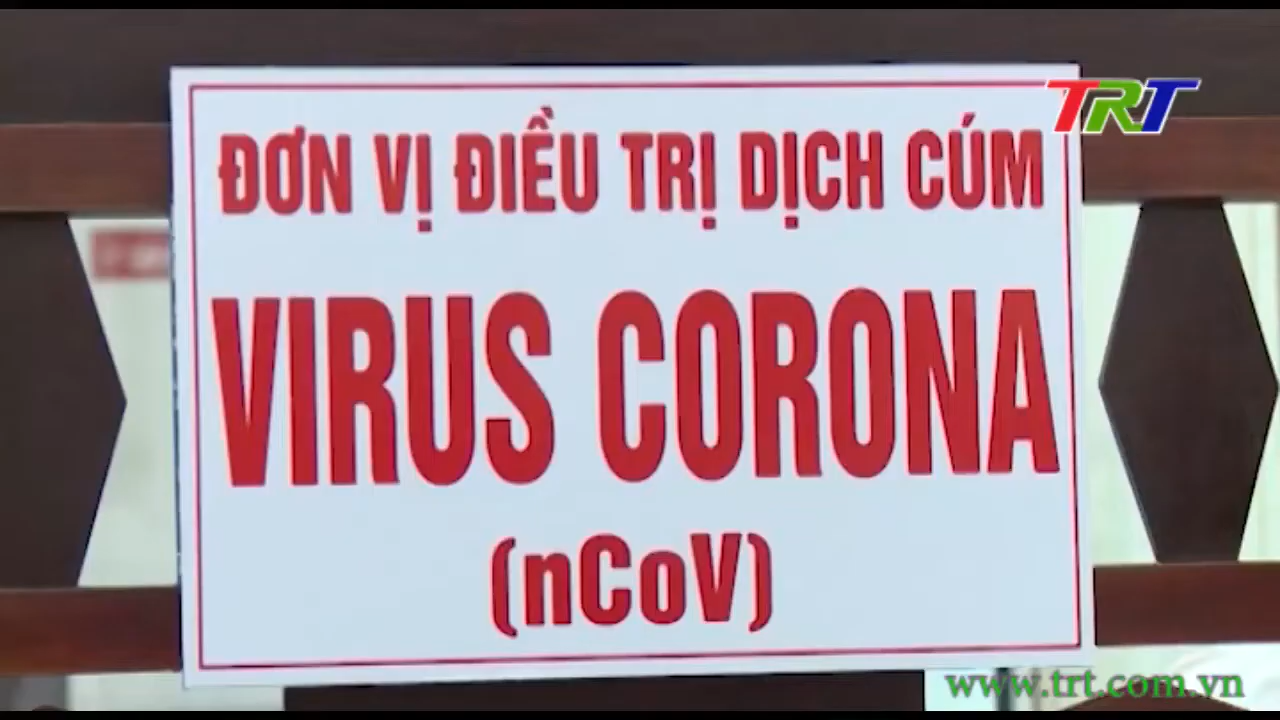 TRT
ĐƠN VỊ ĐIỀU TRỊ DỊCH CÚM
VIRUS CORONA
(nCoV)
www.trt.com.vn